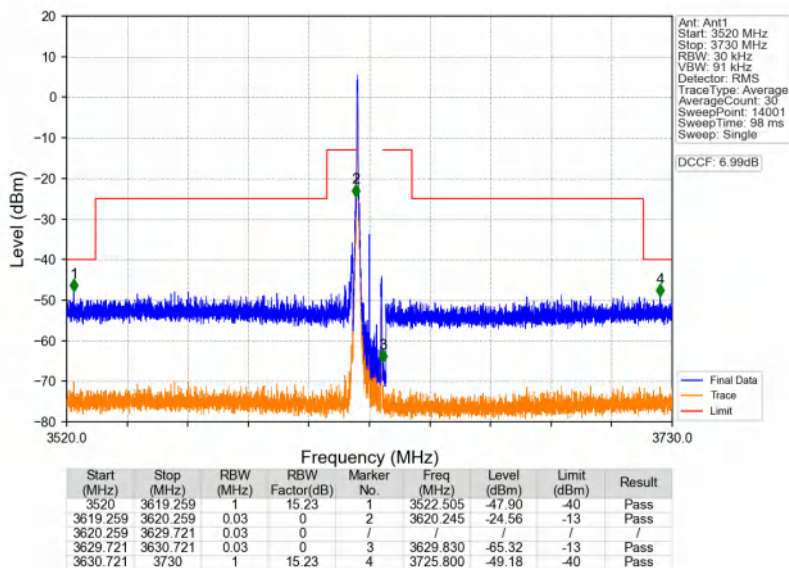 20
10
0
−10
−20
−30
−40
−50
−60
−70
−80
Level (dBm)
1
2
3
4
3520.0
3730.0
Frequency (MHz)
Ant: Ant1
Start: 3520 MHz
Stop: 3730 MHz
RBW: 30 kHz
VBW: 91 kHz
Detector: RMS
TraceType: Average
AverageCount: 30
SweepPoint: 14001
SweepTime: 98 ms
Sweep: Single
DCCF: 6.99dB
Final Data
Trace
Limit
Start (MHz) Stop (MHz) RBW (MHz) RBW Factor(dB) Marker No. Freq (MHz) Level (dBm) Limit (dBm) Result
3520 3619.259 1 15.23 1 3522.505 -47.90 -40 Pass
3619.259 3620.259 0.03 0 2 3620.245 -24.56 -13 Pass
3620.259 3629.721 0.03 0 / / / / /
3629.721 3630.721 0.03 0 3 3629.830 -65.32 -13 Pass
3630.721 3730 1 15.23 4 3725.800 -49.18 -40 Pass